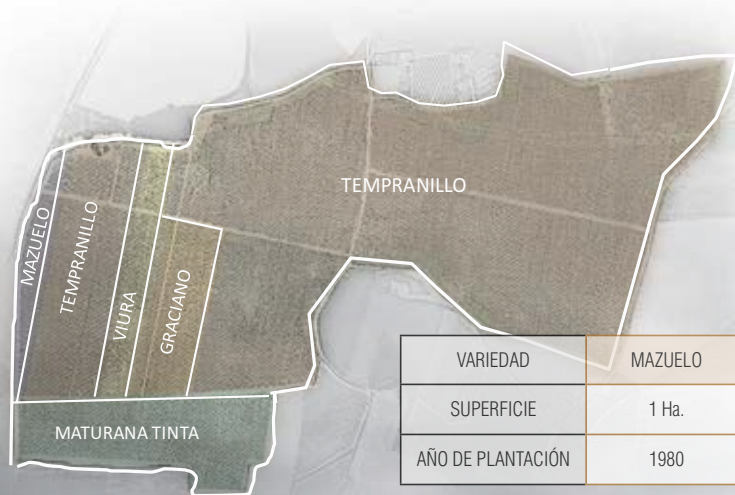 TEMPRANILLO
MAZUELO
TEMPRANILLO
VIURA
GRACIANO
MATURANA TINTA
VARIEDAD MAZUELO
SUPERFICIE 1 Ha.
AÑO DE PLANTACIÓN 1980